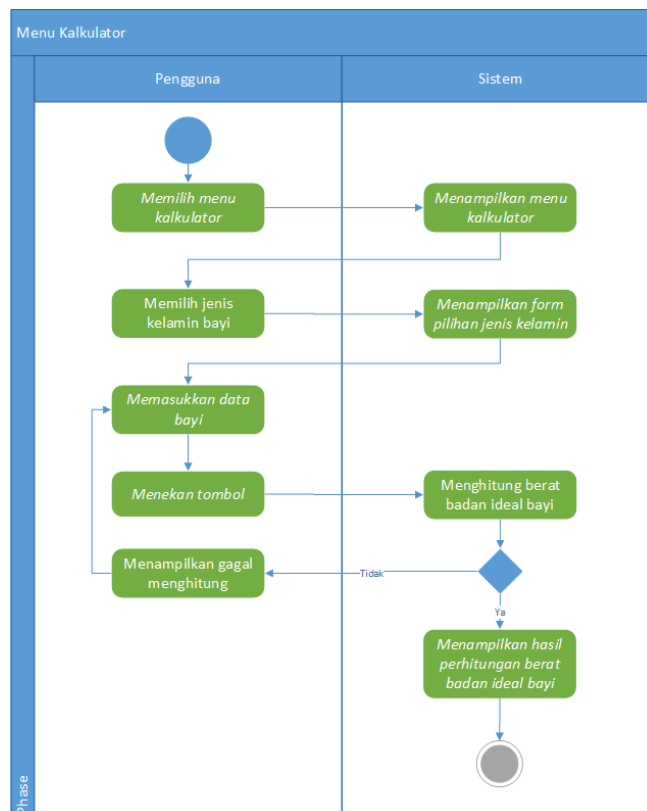 Menu Kalkulator
Pengguna
Sistem
Memilih menu
kalkulator
Menampilkan menu
kalkulator
Memilih jenis
kelamin bayi
Menampilkan form
pilihan jenis kelamin
Memasukkan data
bayi
Menekan tombol
Menghitung berat
badan ideal bayi
Menampilkan gagal
menghitung
Tidak
Ya
Menampilkan hasil
perhitungan berat
badan ideal bayi
Phase